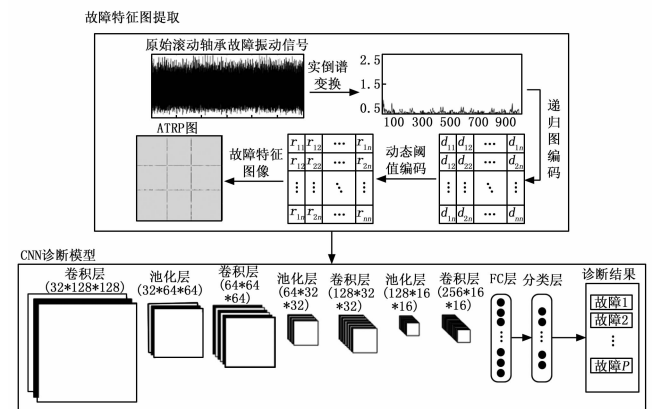 故障特征图提取
原始滚动轴承故障振动信号
实倒谱
变换
2.5
1.5
0.5
100 300 500 700 900
递归图编码
ATRP图
故障特征
图像
r11 r12 ... r1n
r12 r22 ... r2n
⋮ ⋮ ⋱ ⋮
r1n r2n ... rnn
动态阈
值编码
d11 d12 ... d1n
d12 d22 ... d2n
⋮ ⋮ ⋱ ⋮
d1n d2n ... dnn
CNN诊断模型
卷积层
(32*128*128)
池化层
(32*64*64)
卷积层
(64*64
*64)
池化层
(64*32
*32)
卷积层
(128*32
*32)
池化层
(128*16
*16)
卷积层
(256*16
*16)
FC层
分类层
诊断结果
故障1
故障2
⋮
故障P